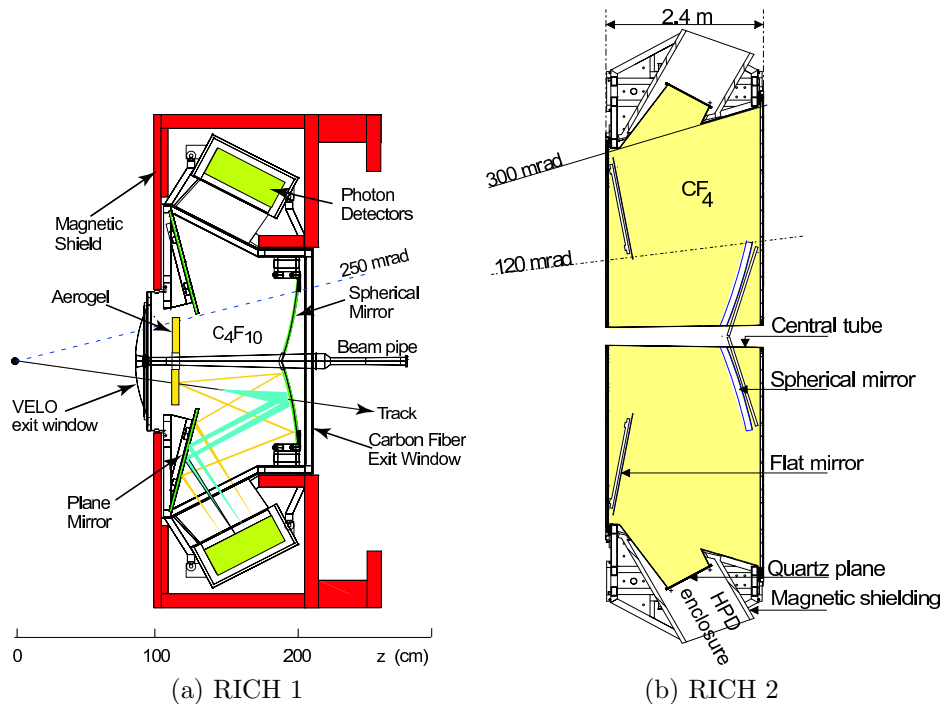 Magnetic
Shield
Aerogel
VELO
exit window
Plane
Mirror
Photon
Detectors
250 mrad
Spherical
Mirror
C4F10
Beam pipe
Track
Carbon Fiber
Exit Window
0
100
200
z (cm)
(a) RICH 1
2.4 m
300 mrad
CF4
120 mrad
Central tube
Spherical mirror
Flat mirror
Quartz plane
Magnetic shielding
HPD
enclosure
(b) RICH 2